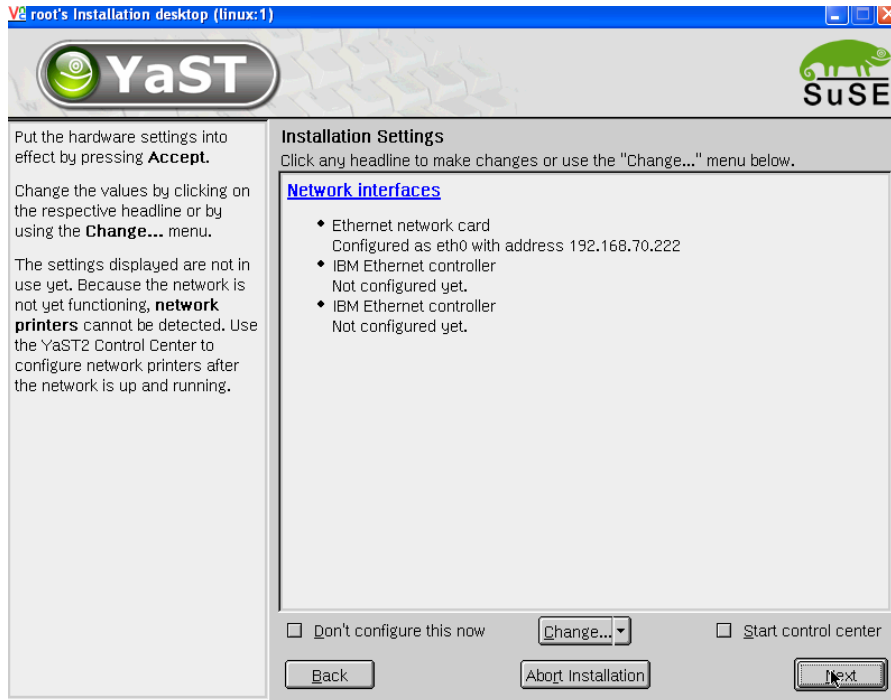 V2 root's Installation desktop (linux:1)
YaST
SuSE
Put the hardware settings into
effect by pressing Accept.
Change the values by clicking on
the respective headline or by
using the Change... menu.
The settings displayed are not in
use yet. Because the network is
not yet functioning, network
printers cannot be detected. Use
the YaST2 Control Center to
configure network printers after
the network is up and running.
Installation Settings
Click any headline to make changes or use the "Change..." menu below.
Network interfaces
Ethernet network card
Configured as eth0 with address 192.168.70.222
IBM Ethernet controller
Not configured yet.
IBM Ethernet controller
Not configured yet.
Don't configure this now
Change...
Start control center
Back
Abort Installation
Next